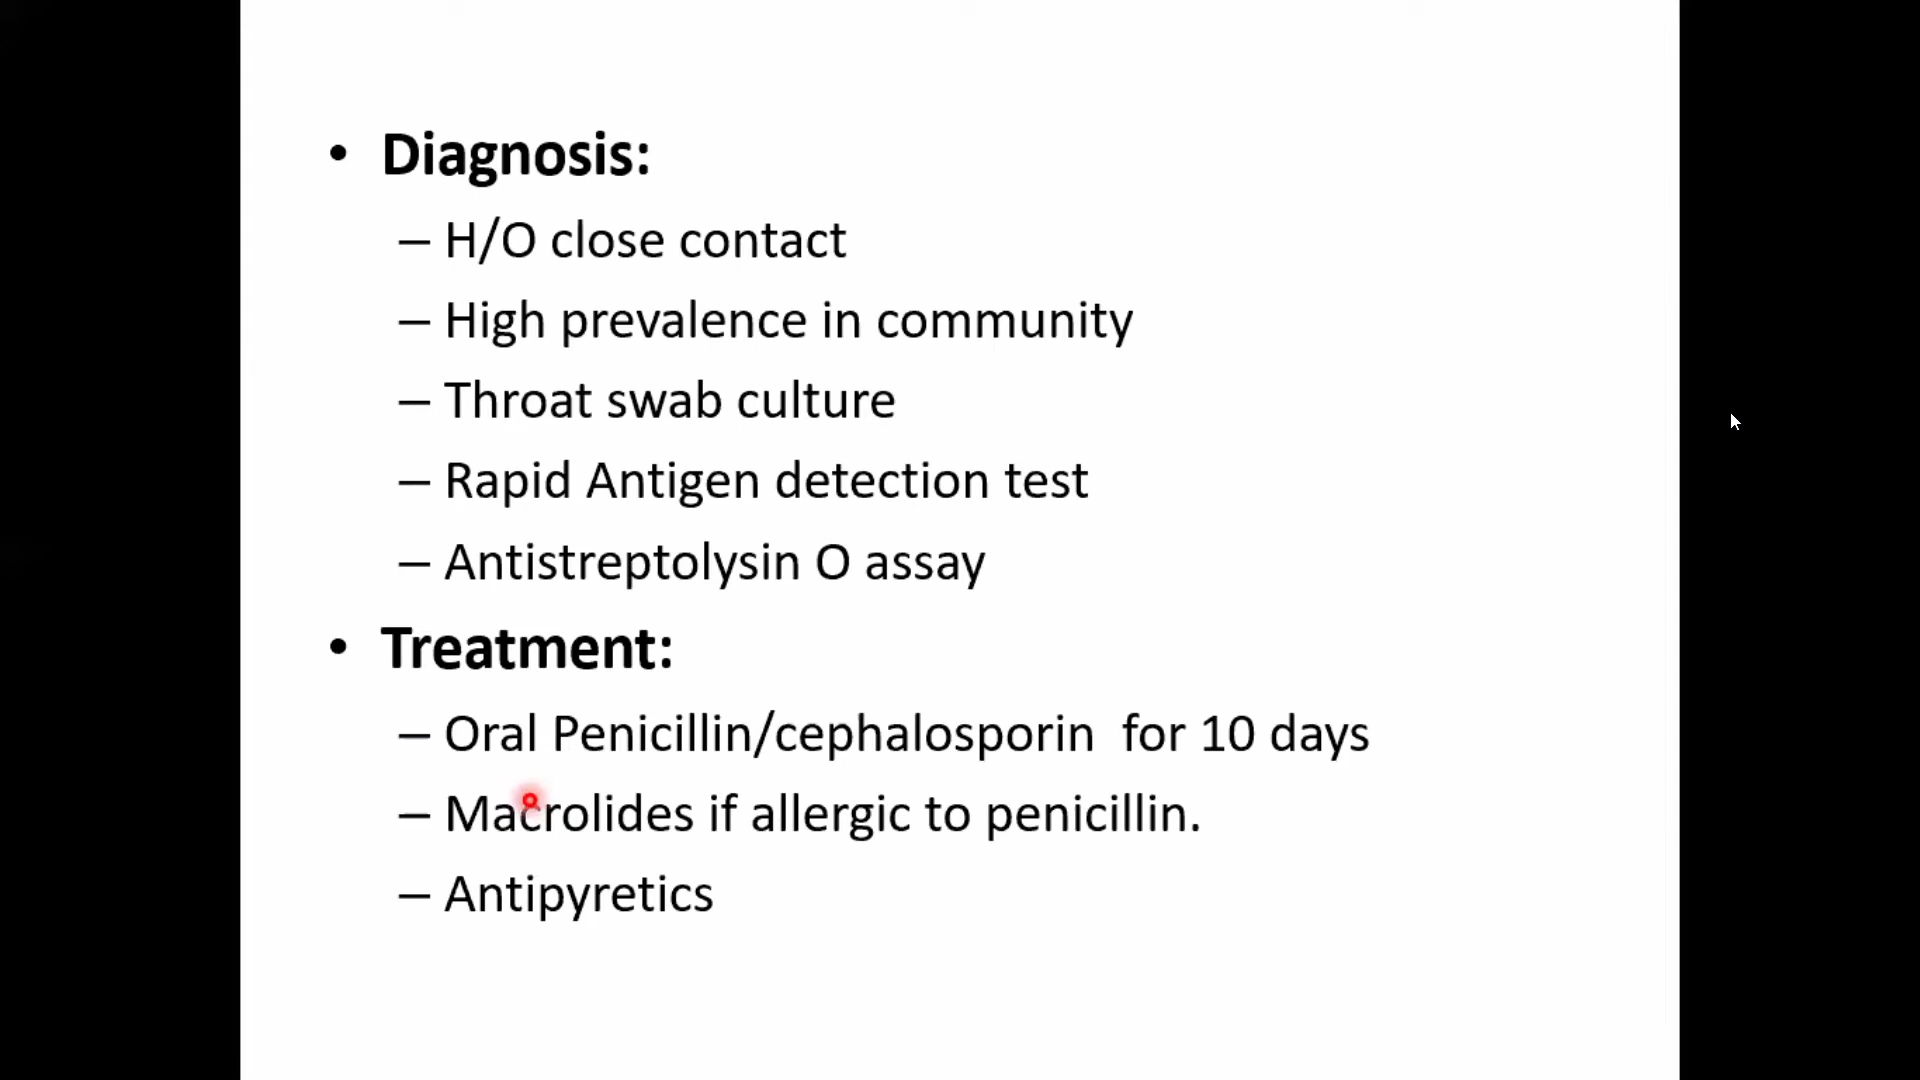 • Diagnosis:
– H/O close contact
– High prevalence in community
– Throat swab culture
– Rapid Antigen detection test
– Antistreptolysin O assay
• Treatment:
– Oral Penicillin/cephalosporin  for 10 days
– Macrolides if allergic to penicillin.
– Antipyretics